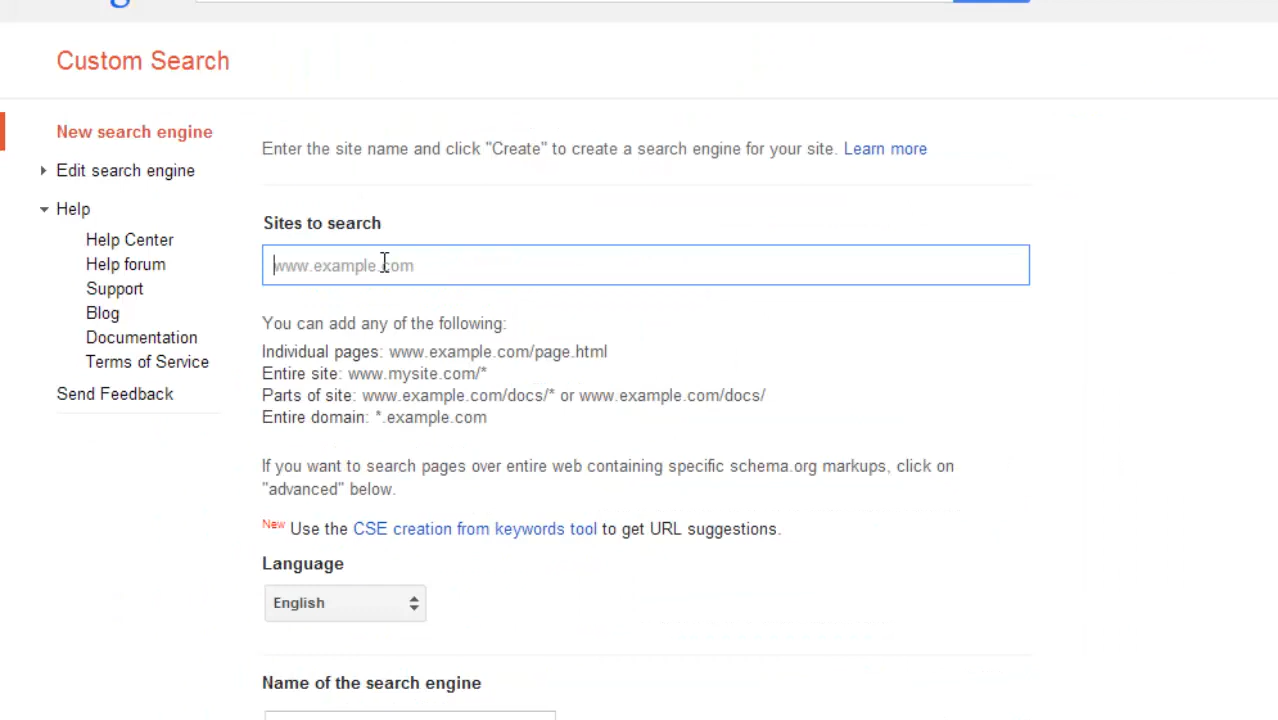 Custom Search
New search engine
Edit search engine
Help
Help Center
Help forum
Support
Blog
Documentation
Terms of Service
Send Feedback
Enter the site name and click "Create" to create a search engine for your site. Learn more
Sites to search
www.example.com
You can add any of the following:
Individual pages: www.example.com/page.html
Entire site: www.mysite.com/*
Parts of site: www.example.com/docs/* or www.example.com/docs/
Entire domain: *.example.com
If you want to search pages over entire web containing specific schema.org markups, click on
"advanced" below.
New Use the CSE creation from keywords tool to get URL suggestions.
Language
English
Name of the search engine